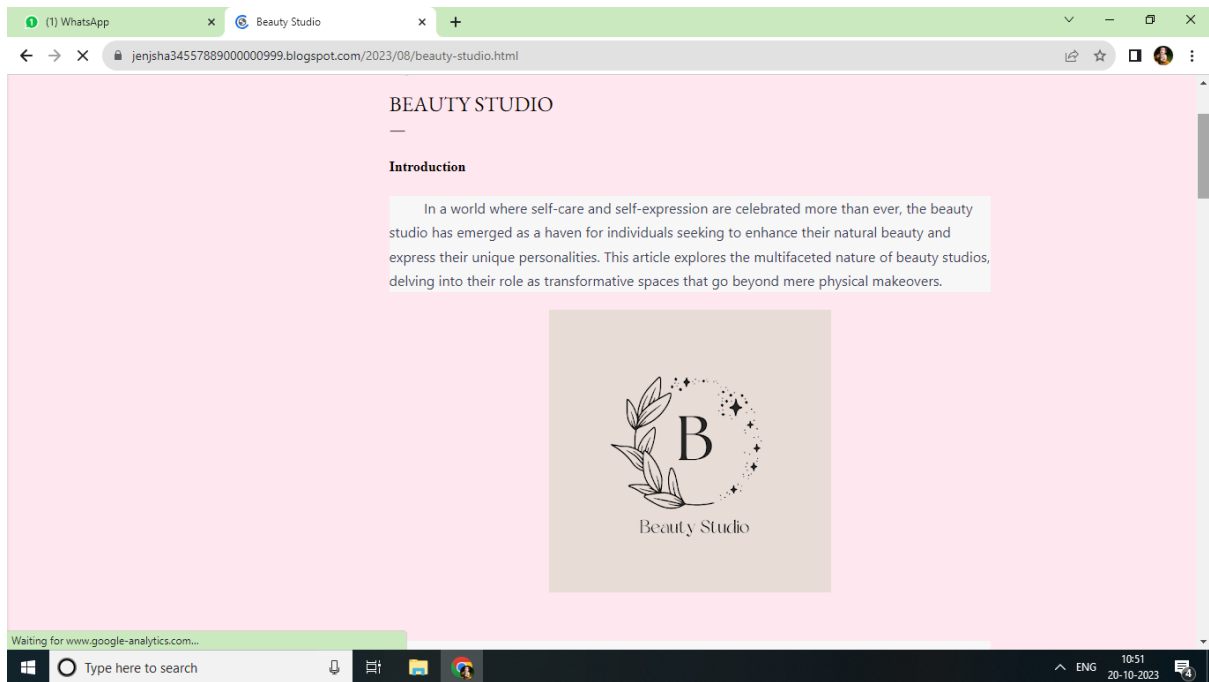 (1) WhatsApp
Beauty Studio
jenjsha34557889000000999.blogspot.com/2023/08/beauty-studio.html
BEAUTY STUDIO
—
Introduction
In a world where self-care and self-expression are celebrated more than ever, the beauty
studio has emerged as a haven for individuals seeking to enhance their natural beauty and
express their unique personalities. This article explores the multifaceted nature of beauty studios,
delving into their role as transformative spaces that go beyond mere physical makeovers.
B
Beauty Studio
Waiting for www.google-analytics.com...
Type here to search
ENG
10:51
20-10-2023
4